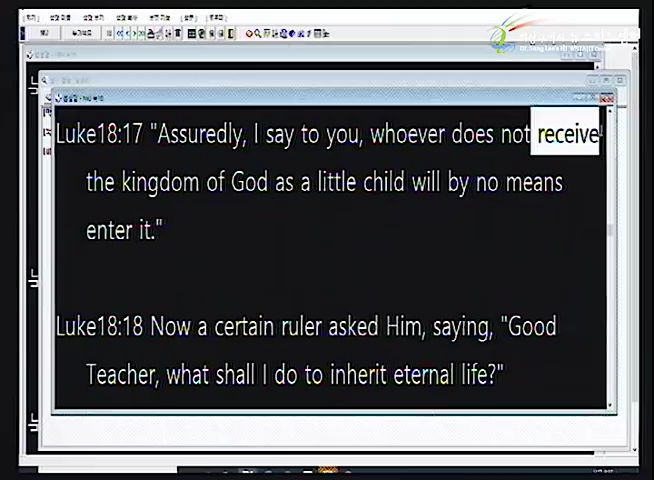 Luke18:17 "Assuredly, I say to you, whoever does not receive
the kingdom of God as a little child will by no means
enter it."
Luke18:18 Now a certain ruler asked Him, saying, "Good
Teacher, what shall I do to inherit eternal life?"